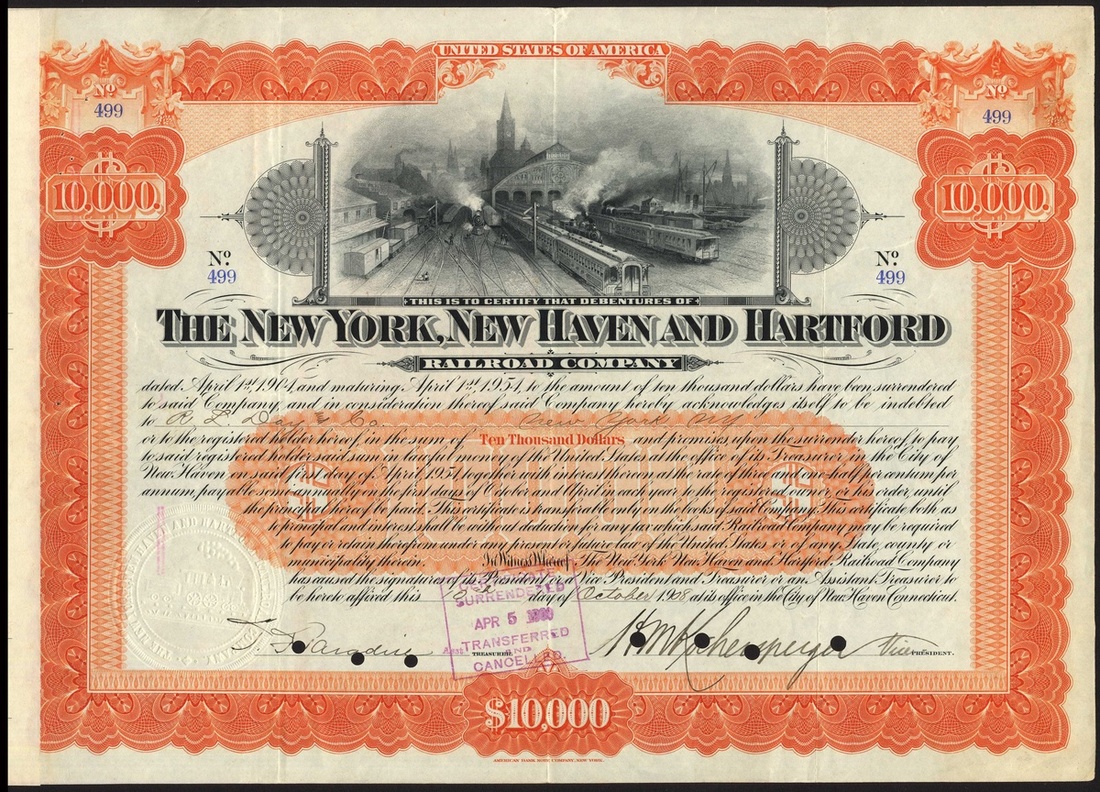 UNITED STATES OF AMERICA
No 499
No 499
10,000.
10,000.
No 499
No 499
THIS IS TO CERTIFY THAT DEBENTURES OF
THE NEW YORK, NEW HAVEN AND HARTFORD
RAILROAD COMPANY
dated April 1st 1904, and maturing April 1st 1954, to the amount of ten thousand dollars have been surrendered
to said Company, and in consideration thereof said Company hereby acknowledges itself to be indebted
to R L Day & Co. New York NY
or to the registered holder hereof, in the sum of Ten Thousand Dollars and promises upon the surrender hereof, to pay
to said registered holder said sum in lawful money of the United States, at the office of its Treasurer in the City of
New Haven on said first day of April 1954, together with interest thereon at the rate of three and one half per centum per
annum, payable semi-annually on the first days of October and April in each year to the registered owner, or his order, until
the principal hereof be paid. This certificate is transferable only on the books of said Company. This certificate both as
to principal and interest shall be paid without deduction for any tax which said Railroad Company may be required
to pay or retain therefrom under any present or future law of the United States, or of any State, county or
municipality therein. In Witness Whereof, The New York New Haven and Hartford Railroad Company
has caused the signatures of its President or a Vice President and Treasurer or an Assistant Treasurer to
be hereto affixed this day of October 1908 at its office in the City of New Haven Connecticut.
SURRENDERED
APR 5
TRANSFERRED
AND
CANCELLED.
Asst TREASURER
Vice PRESIDENT.
$10,000
AMERICAN BANK NOTE COMPANY, NEW YORK.